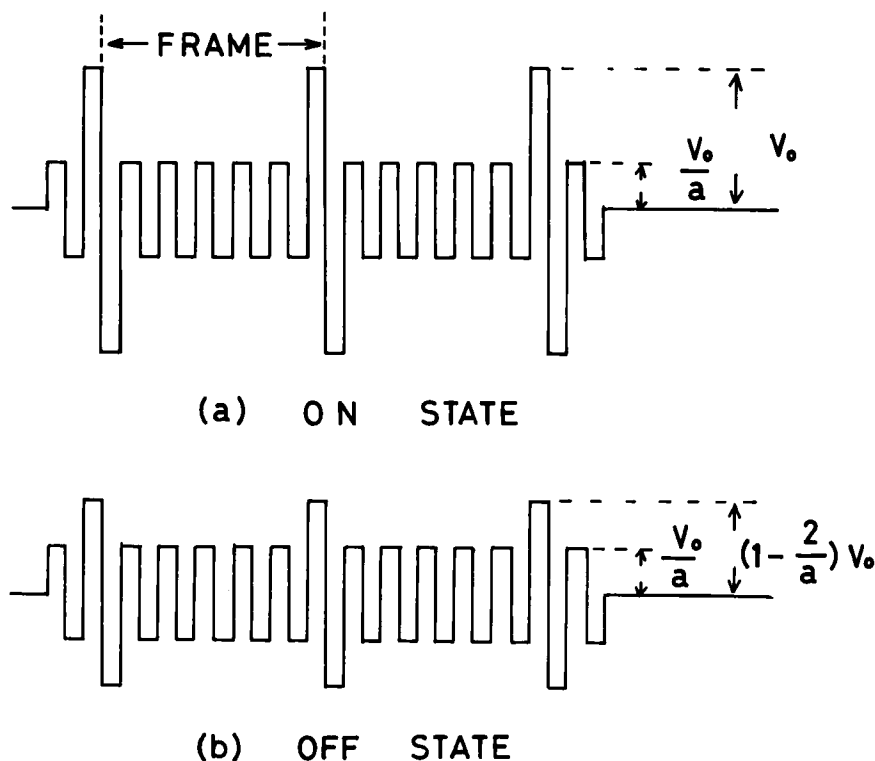 FRAME
V₀/a
V₀
(a) ON STATE
V₀/a
(1 - 2/a) V₀
(b) OFF STATE